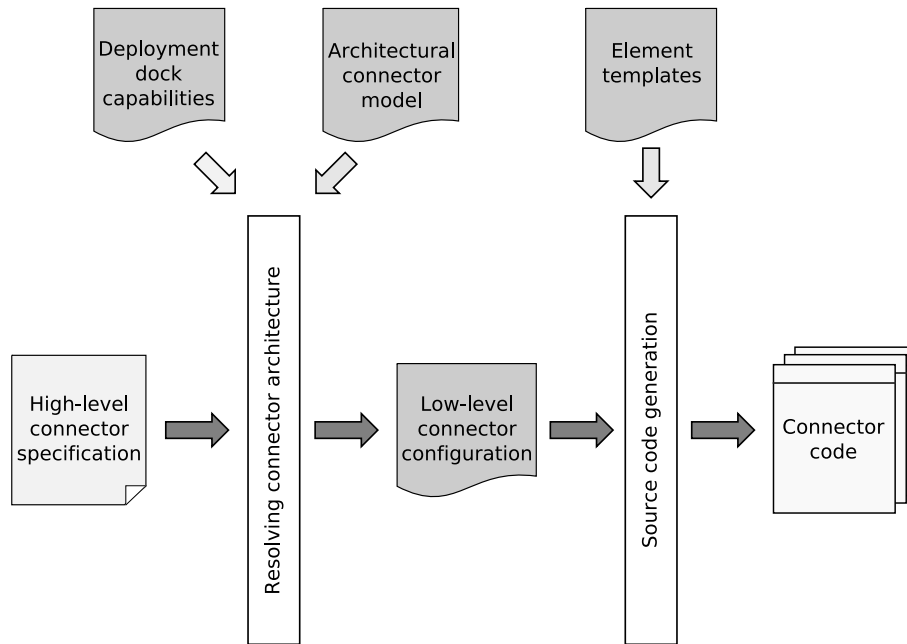 Deployment
dock
capabilities
Architectural
connector
model
Element
templates
High-level
connector
specification
Resolving connector architecture
Low-level
connector
configuration
Source code generation
Connector
code